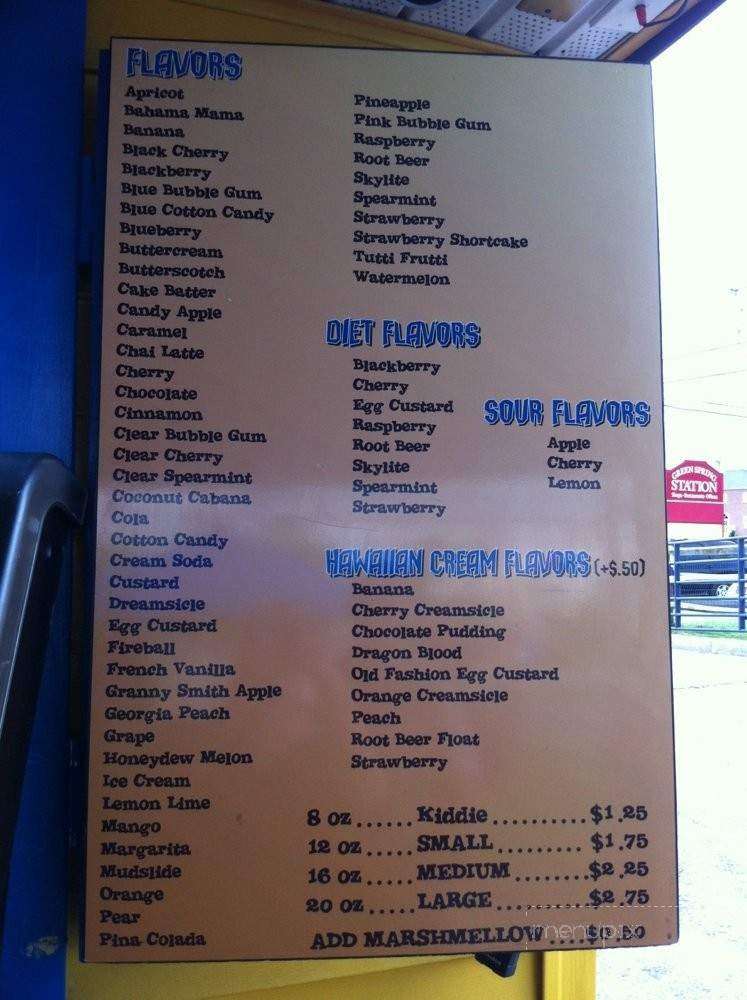 FLAVORS
Apricot
Bahama Mama
Banana
Black Cherry
Blackberry
Blue Bubble Gum
Blue Cotton Candy
Blueberry
Buttercream
Butterscotch
Cake Batter
Candy Apple
Caramel
Chai Latte
Cherry
Chocolate
Cinnamon
Clear Bubble Gum
Clear Cherry
Clear Spearmint
Coconut Cabana
Cola
Cotton Candy
Cream Soda
Custard
Dreamsicle
Egg Custard
Fireball
French Vanilla
Granny Smith Apple
Georgia Peach
Grape
Honeydew Melon
Ice Cream
Lemon Lime
Mango
Margarita
Mudslide
Orange
Pear
Pina Colada
Pineapple
Pink Bubble Gum
Raspberry
Root Beer
Skylite
Spearmint
Strawberry
Strawberry Shortcake
Tutti Frutti
Watermelon
DIET FLAVORS
Blackberry
Cherry
Egg Custard
Raspberry
Root Beer
Skylite
Spearmint
Strawberry
SOUR FLAVORS
Apple
Cherry
Lemon
HAWAIIAN CREAM FLAVORS (+$.50)
Banana
Cherry Creamsicle
Chocolate Pudding
Dragon Blood
Old Fashion Egg Custard
Orange Creamsicle
Peach
Root Beer Float
Strawberry
8 oz ...... Kiddie .......... $1.25
12 oz ..... SMALL ......... $1.75
16 oz ..... MEDIUM ........ $2.25
20 oz ..... LARGE .......... $2.75
ADD MARSHMELLOW .... $0.50
menupix
GREEN SPRING
STATION
Shops · Restaurants · Offices